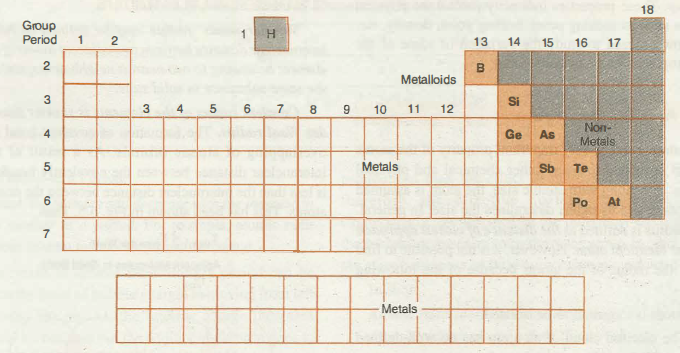 18
Group
Period 1 2 1 H
13 14 15 16 17
2 B
Metalloids
3 Si
3 4 5 6 7 8 9 10 11 12
4 Ge As Non-
Metals
5 Metals Sb Te
6 Po At
7
Metals